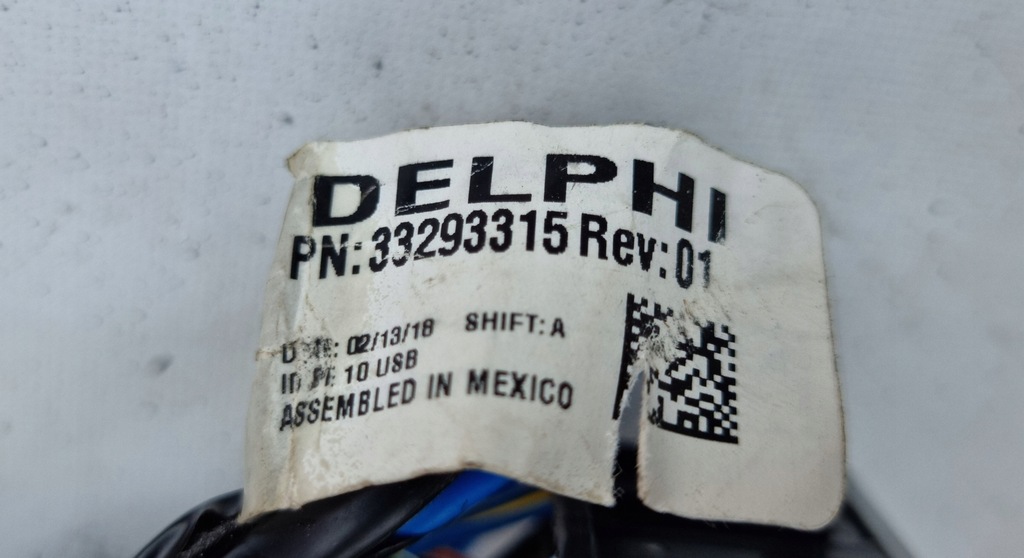 DELPHI
PN: 33293315 Rev: 01
02/13/18 SHIFT: A
10 USB
ASSEMBLED IN MEXICO